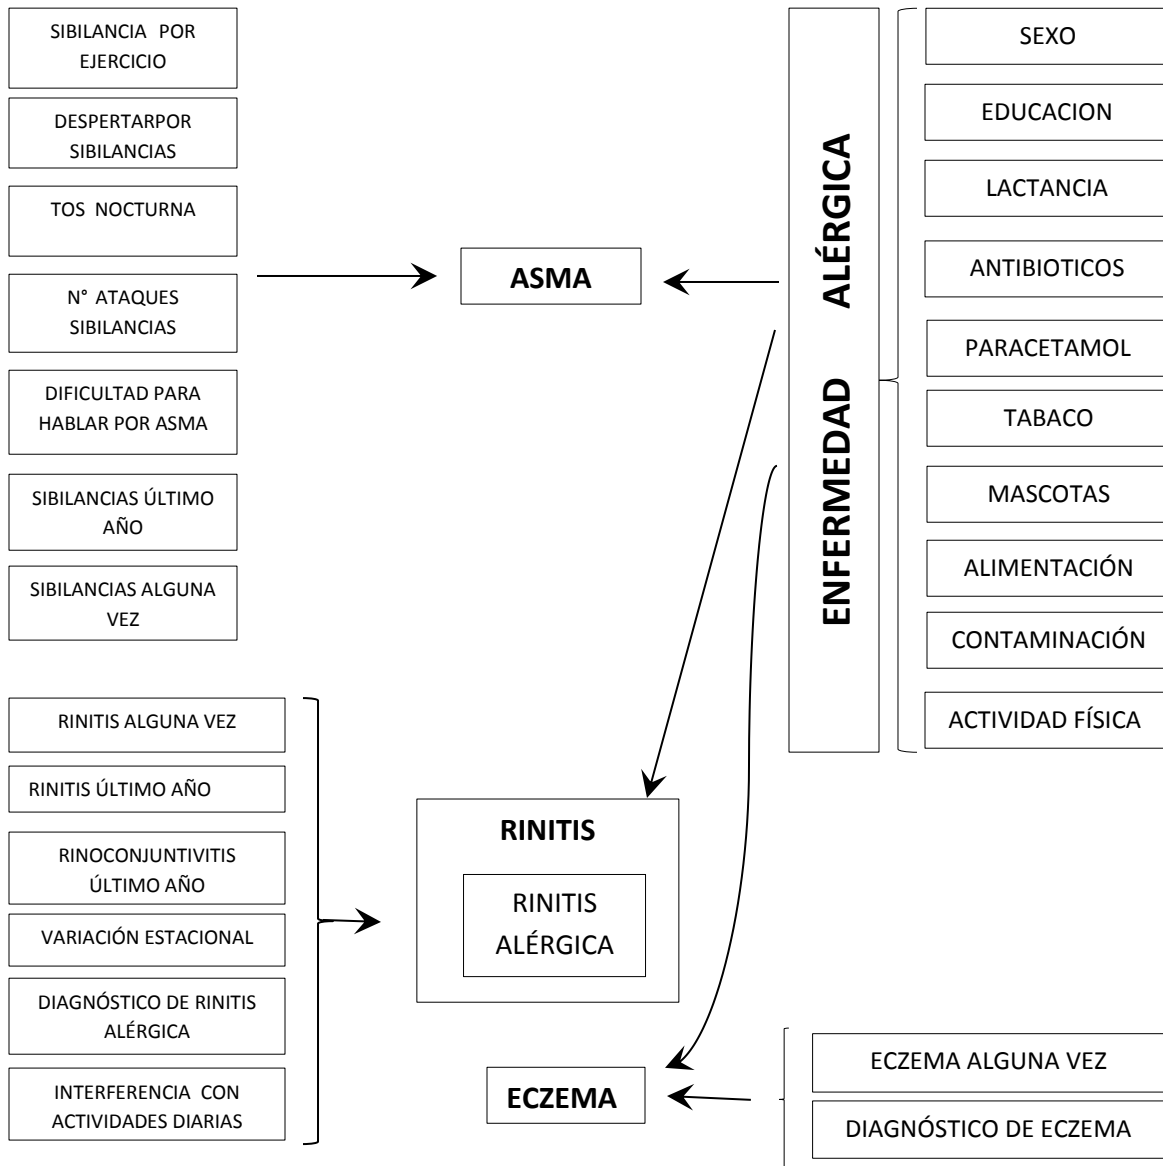 SIBILANCIA POR
EJERCICIO
DESPERTARPOR
SIBILANCIAS
TOS NOCTURNA
N° ATAQUES
SIBILANCIAS
DIFICULTAD PARA
HABLAR POR ASMA
SIBILANCIAS ÚLTIMO
AÑO
SIBILANCIAS ALGUNA
VEZ
ASMA
ENFERMEDAD ALÉRGICA
SEXO
EDUCACION
LACTANCIA
ANTIBIOTICOS
PARACETAMOL
TABACO
MASCOTAS
ALIMENTACIÓN
CONTAMINACIÓN
ACTIVIDAD FÍSICA
RINITIS ALGUNA VEZ
RINITIS ÚLTIMO AÑO
RINOCONJUNTIVITIS
ÚLTIMO AÑO
VARIACIÓN ESTACIONAL
DIAGNÓSTICO DE RINITIS
ALÉRGICA
INTERFERENCIA CON
ACTIVIDADES DIARIAS
RINITIS
RINITIS
ALÉRGICA
ECZEMA
ECZEMA ALGUNA VEZ
DIAGNÓSTICO DE ECZEMA